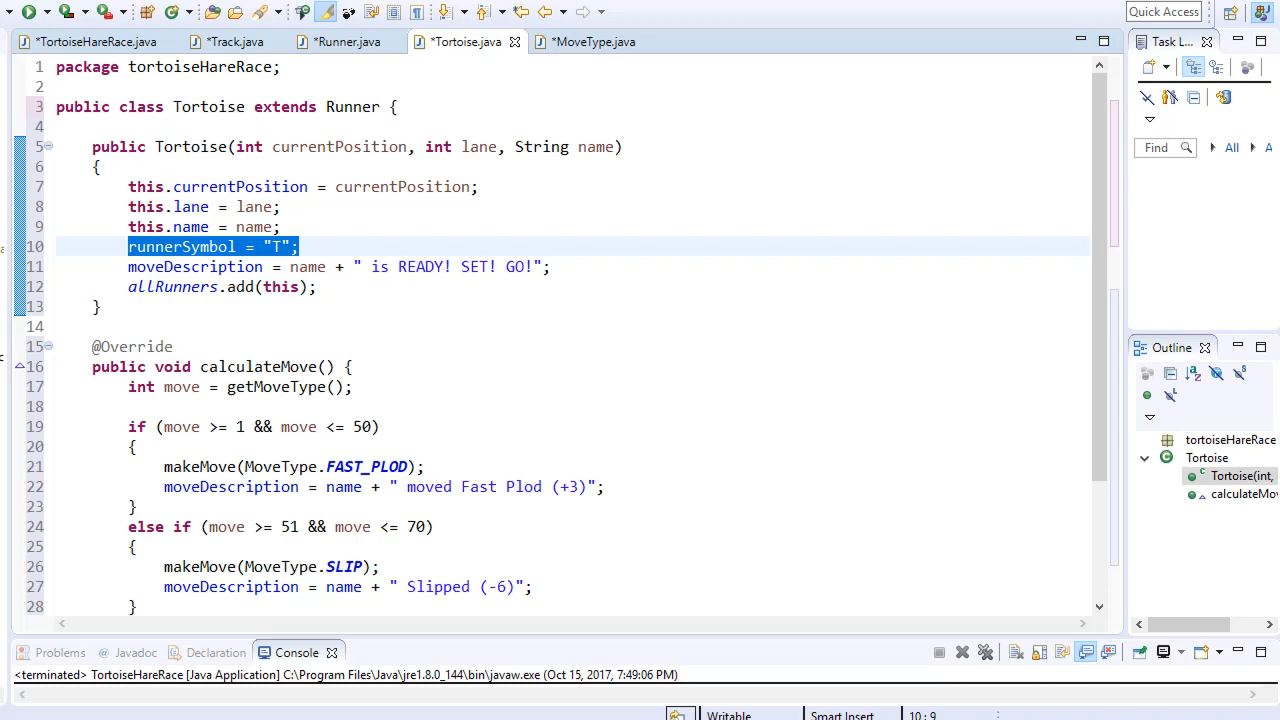 Quick Access
*TortoiseHareRace.java
*Track.java
*Runner.java
*Tortoise.java
*MoveType.java
Task L...
1 package tortoiseHareRace;
2
3 public class Tortoise extends Runner {
4
5 public Tortoise(int currentPosition, int lane, String name)
6 {
7 this.currentPosition = currentPosition;
8 this.lane = lane;
9 this.name = name;
10 runnerSymbol = "T";
11 moveDescription = name + " is READY! SET! GO!";
12 allRunners.add(this);
13 }
14
15 @Override
16 public void calculateMove() {
17 int move = getMoveType();
18
19 if (move >= 1 && move <= 50)
20 {
21 makeMove(MoveType.FAST_PLOD);
22 moveDescription = name + " moved Fast Plod (+3)";
23 }
24 else if (move >= 51 && move <= 70)
25 {
26 makeMove(MoveType.SLIP);
27 moveDescription = name + " Slipped (-6)";
28 }
Find
All
A
Outline
tortoiseHareRace
Tortoise
Tortoise(int,
calculateMo
Problems
@ Javadoc
Declaration
Console
<terminated> TortoiseHareRace [Java Application] C:\Program Files\Java\jre1.8.0_144\bin\javaw.exe (Oct 15, 2017, 7:49:06 PM)
Writable
Smart Insert
10 : 9